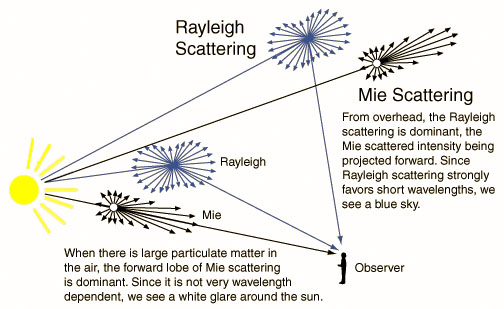 Rayleigh
Scattering
Mie Scattering
From overhead, the Rayleigh
scattering is dominant, the
Mie scattered intensity being
projected forward. Since
Rayleigh scattering strongly
favors short wavelengths, we
see a blue sky.
Rayleigh
Mie
When there is large particulate matter in
the air, the forward lobe of Mie scattering
is dominant. Since it is not very wavelength
dependent, we see a white glare around the sun.
Observer